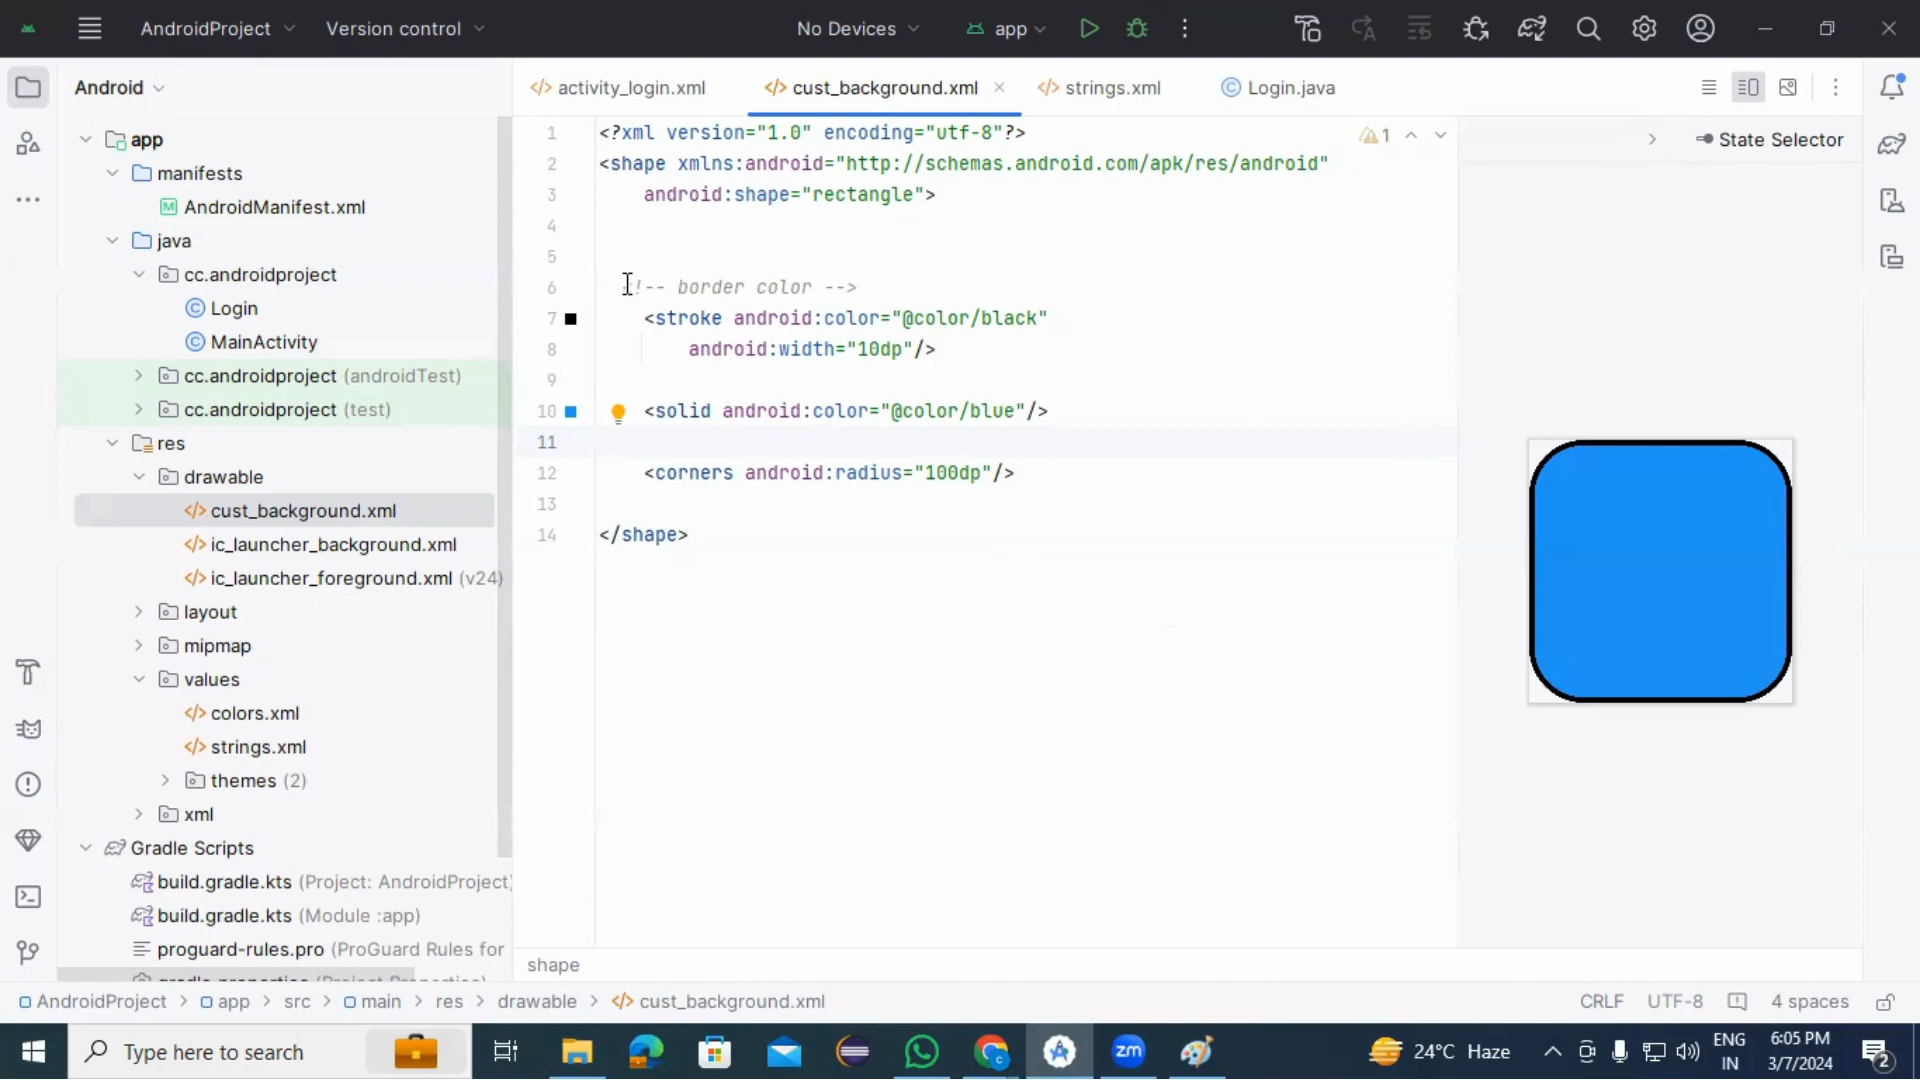 AndroidProject
Version control
No Devices
app
Android
activity_login.xml
cust_background.xml
strings.xml
Login.java
app
manifests
AndroidManifest.xml
java
cc.androidproject
Login
MainActivity
cc.androidproject (androidTest)
cc.androidproject (test)
res
drawable
cust_background.xml
ic_launcher_background.xml
ic_launcher_foreground.xml (v24)
layout
mipmap
values
colors.xml
strings.xml
themes (2)
xml
Gradle Scripts
build.gradle.kts (Project: AndroidProject)
build.gradle.kts (Module :app)
proguard-rules.pro (ProGuard Rules for
1 <?xml version="1.0" encoding="utf-8"?>
2 <shape xmlns:android="http://schemas.android.com/apk/res/android"
3 android:shape="rectangle">
4
5
6 !-- border color -->
7 <stroke android:color="@color/black"
8 android:width="10dp"/>
9
10 <solid android:color="@color/blue"/>
11
12 <corners android:radius="100dp"/>
13
14 </shape>
1
State Selector
shape
AndroidProject > app > src > main > res > drawable > cust_background.xml
CRLF UTF-8 4 spaces
Type here to search
zm
24°C Haze
ENG
IN
6:05 PM
3/7/2024
2